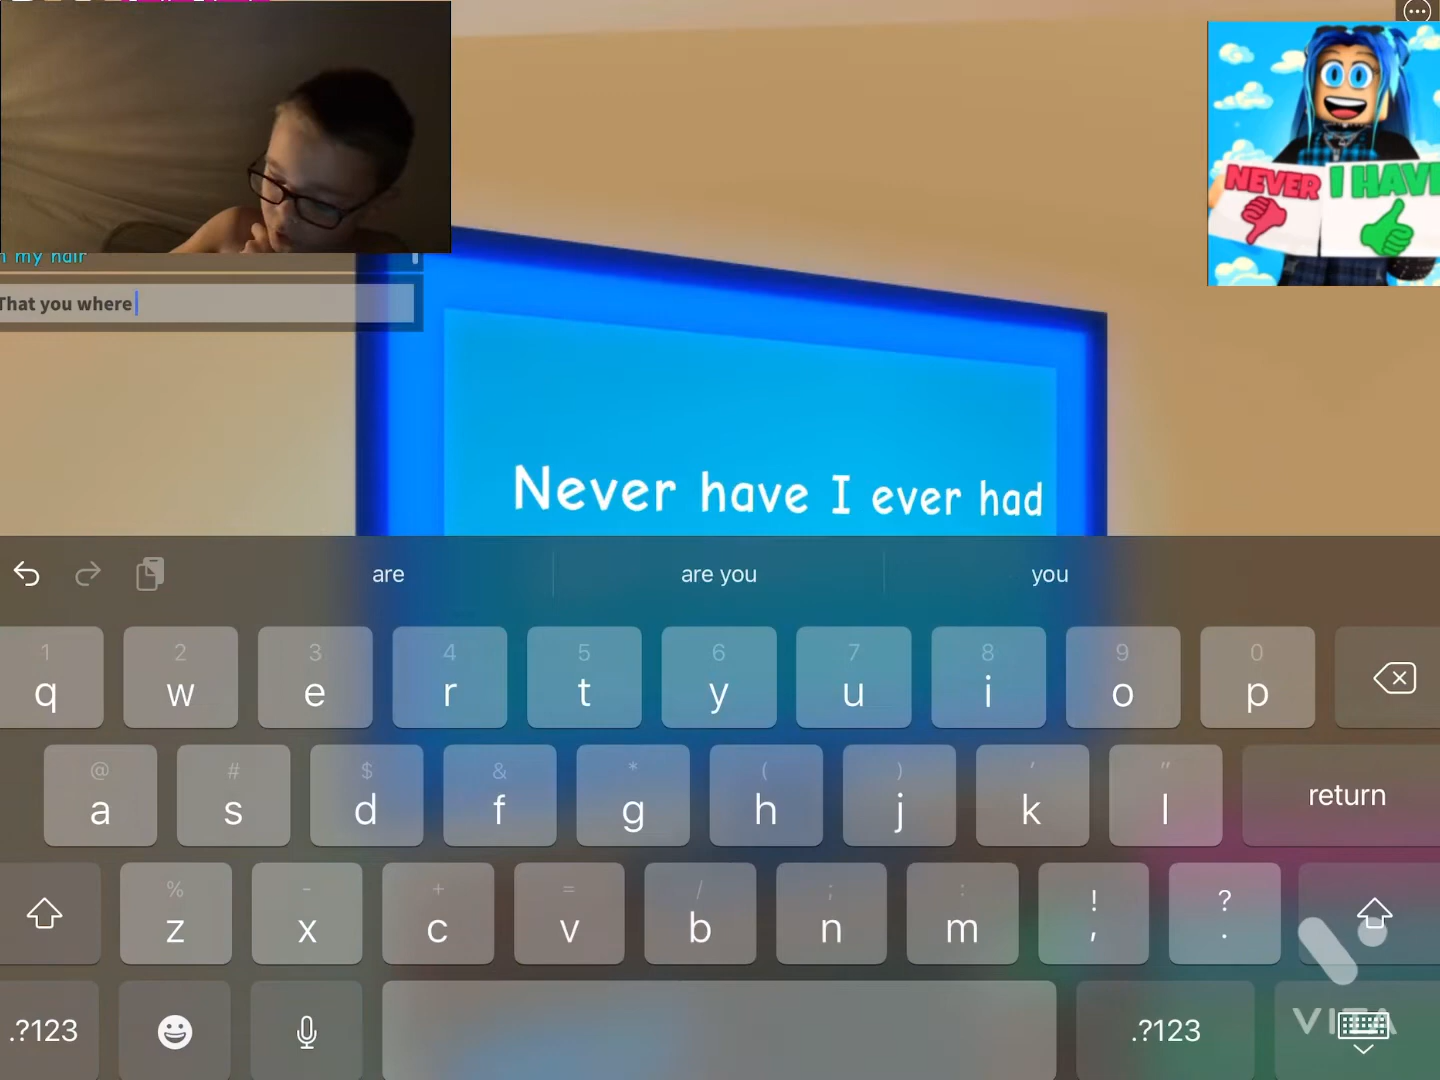 my hair
That you where
NEVER I HAVE
Never have I ever had
are are you you
1 2 3 4 5 6 7 8 9 0
q w e r t y u i o p
@ # $ & * ( ) ' "
a s d f g h j k l return
% - + = / ; : ! ?
z x c v b n m , .
.?123 .?123
VITA